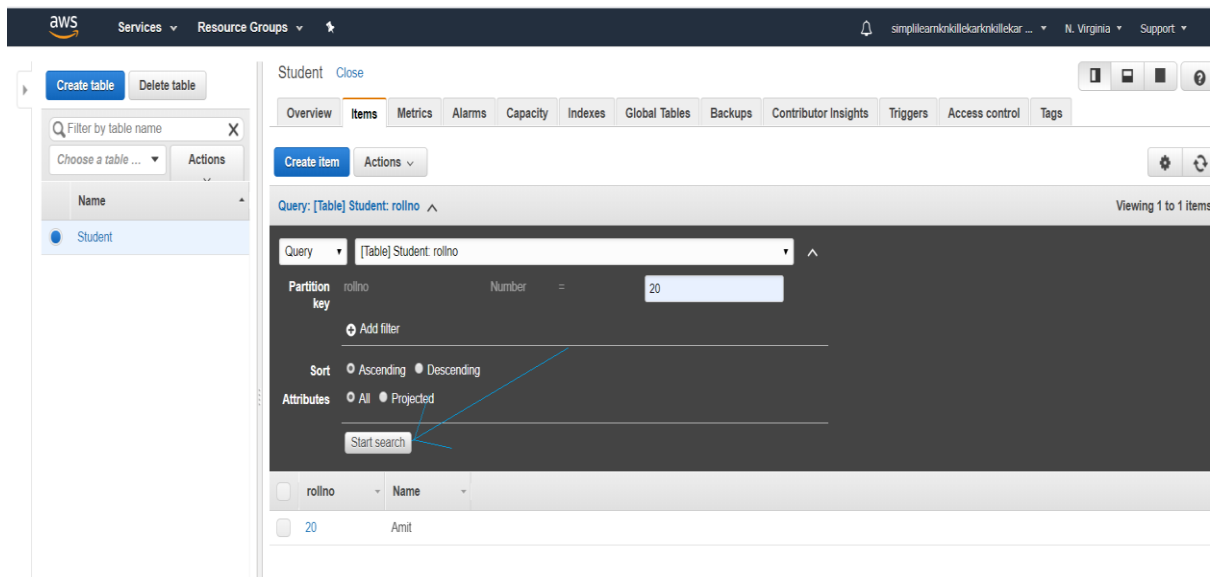 aws Services Resource Groups simplilearnknkillekarknkillekar ... N. Virginia Support
Create table Delete table
Filter by table name X
Choose a table ... Actions
Name
Student
Student Close
Overview Items Metrics Alarms Capacity Indexes Global Tables Backups Contributor Insights Triggers Access control Tags
Create item Actions
Query: [Table] Student: rollno Viewing 1 to 1 items
Query [Table] Student: rollno
Partition key rollno Number = 20
Add filter
Sort Ascending Descending
Attributes All Projected
Start search
rollno Name
20 Amit